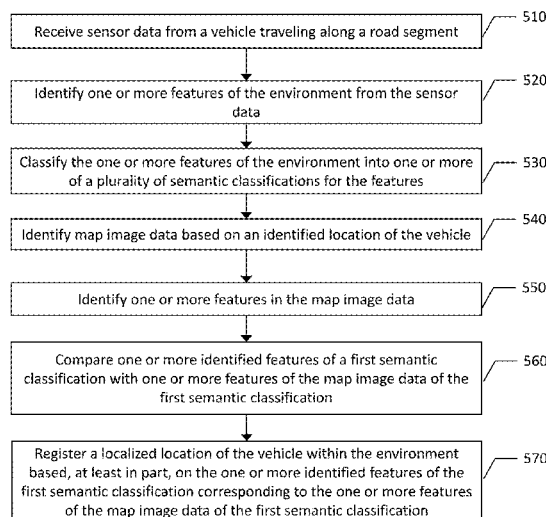 510
Receive sensor data from a vehicle traveling along a road segment
520
Identify one or more features of the environment from the sensor
data
530
Classify the one or more features of the environment into one or more
of a plurality of semantic classifications for the features
540
Identify map image data based on an identified location of the vehicle
550
Identify one or more features in the map image data
560
Compare one or more identified features of a first semantic
classification with one or more features of the map image data of the
first semantic classification
570
Register a localized location of the vehicle within the environment
based, at least in part, on the one or more identified features of the
first semantic classification corresponding to the one or more features
of the map image data of the first semantic classification